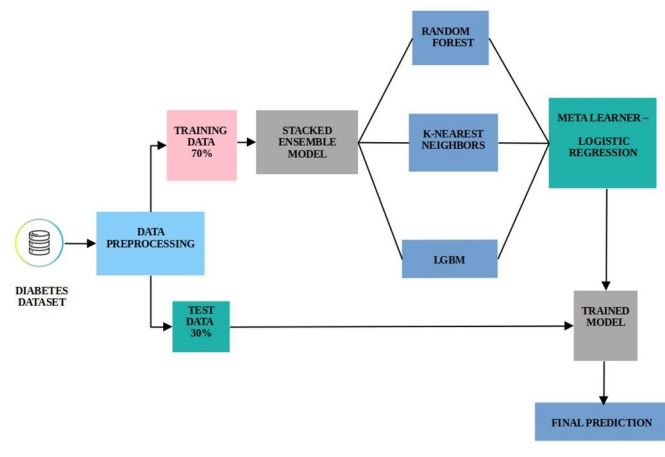 RANDOM
FOREST
TRAINING
DATA
70%
STACKED
ENSEMBLE
MODEL
K-NEAREST
NEIGHBORS
META LEARNER –
LOGISTIC
REGRESSION
DATA
PREPROCESSING
LGBM
DIABETES
DATASET
TEST
DATA
30%
TRAINED
MODEL
FINAL PREDICTION